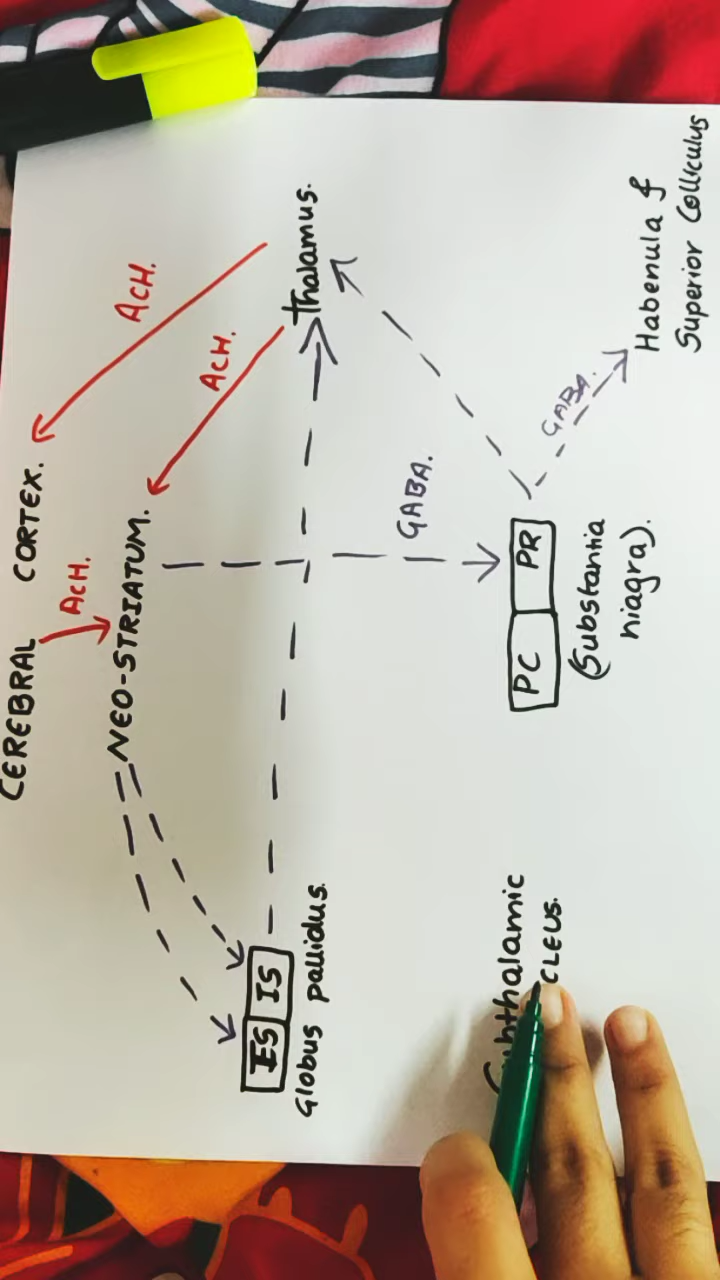 CEREBRAL CORTEX.
ACH.
ACH.
NEO-STRIATUM.
ACH.
thalamus.
ES IS
Globus pallidus.
GABA.
PC PR
(Substantia
niagra).
GABA.
Habenula &
Superior Colliculus